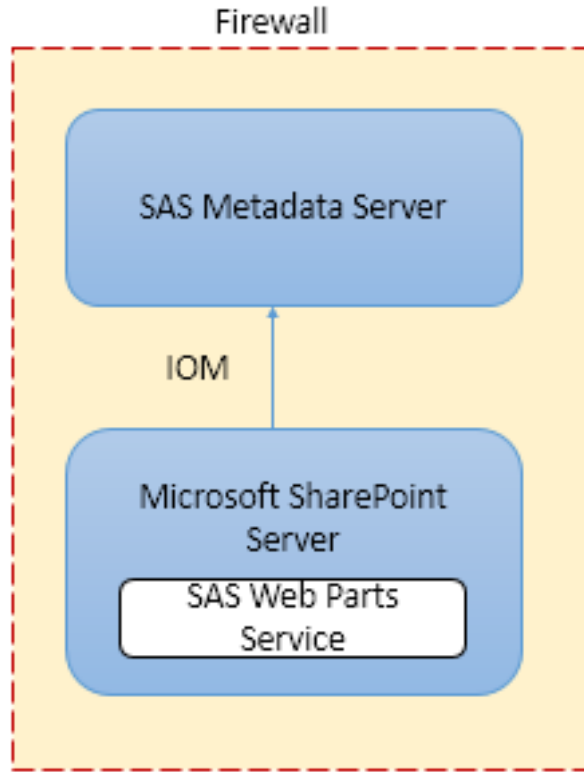 Firewall
SAS Metadata Server
IOM
Microsoft SharePoint
Server
SAS Web Parts
Service